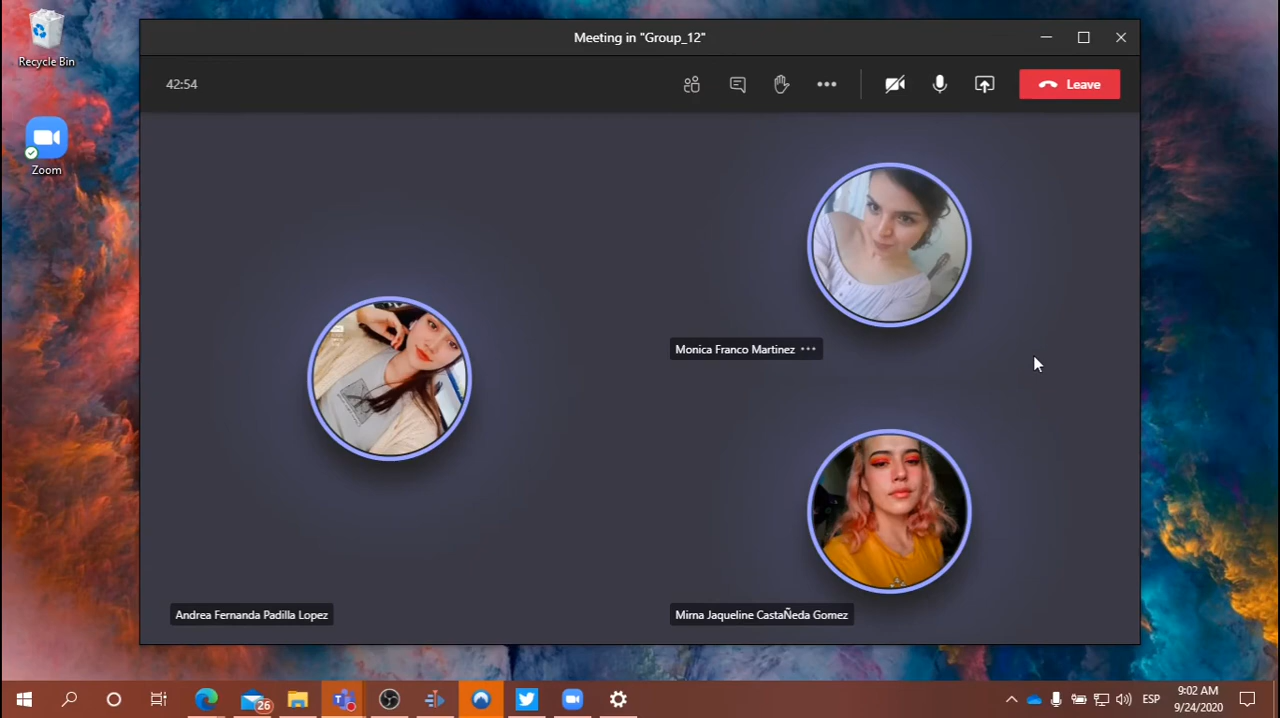 Recycle Bin
Zoom
Meeting in "Group_12"
42:54
Leave
Monica Franco Martinez
Andrea Fernanda Padilla Lopez
Mirna Jaqueline CastaÑeda Gomez
26
ESP
9:02 AM
9/24/2020